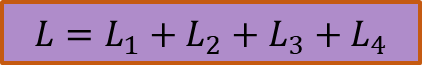 L = L₁ + L₂ + L₃ + L₄